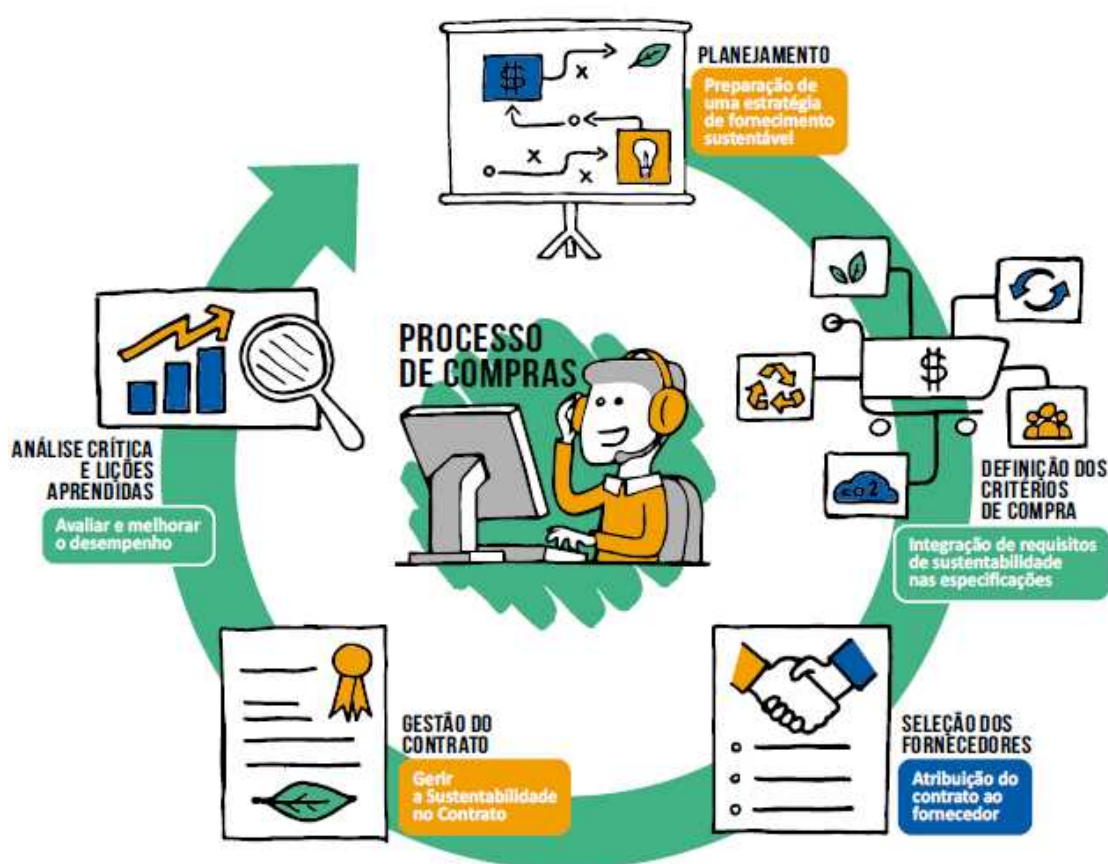 PLANEJAMENTO
Preparação de
uma estratégia
de fornecimento
sustentável
$
PROCESSO
DE COMPRAS
$
CO2
DEFINIÇÃO DOS
CRITÉRIOS
DE COMPRA
Integração de requisitos
de sustentabilidade
nas especificações
SELEÇÃO DOS
FORNECEDORES
Atribuição do
contrato ao
fornecedor
GESTÃO DO
CONTRATO
Gerir
a Sustentabilidade
no Contrato
ANÁLISE CRÍTICA
E LIÇÕES
APRENDIDAS
Avaliar e melhorar
o desempenho